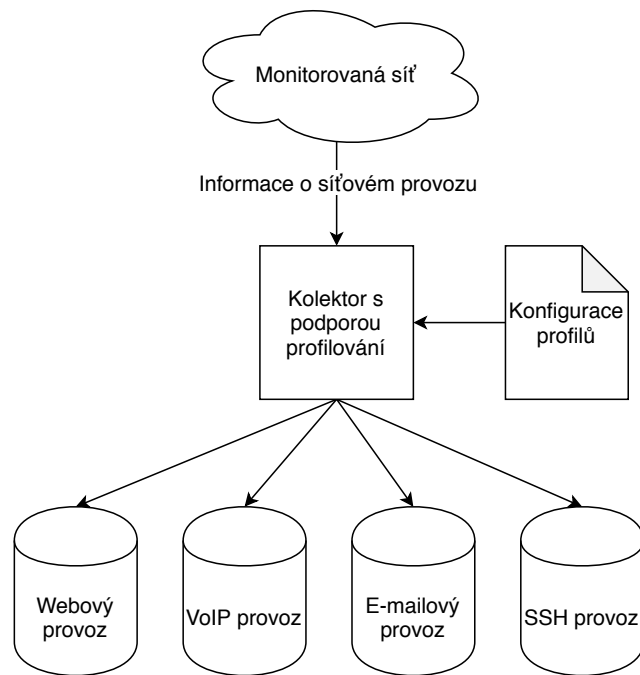 Monitorovaná síť
Informace o síťovém provozu
Kolektor s
podporou
profilování
Konfigurace
profilů
Webový
provoz
VoIP provoz
E-mailový
provoz
SSH provoz